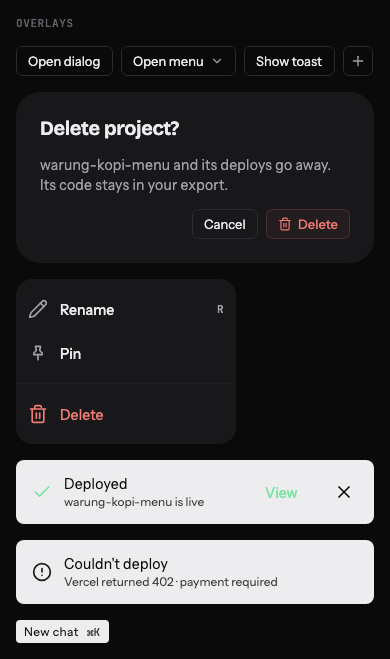 OVERLAYS
Open dialog
Open menu
Show toast
Delete project?
warung-kopi-menu and its deploys go away.
Its code stays in your export.
Cancel
Delete
Rename R
Pin
Delete
Deployed
View
warung-kopi-menu is live
Couldn't deploy
Vercel returned 402 · payment required
New chat ⌘K